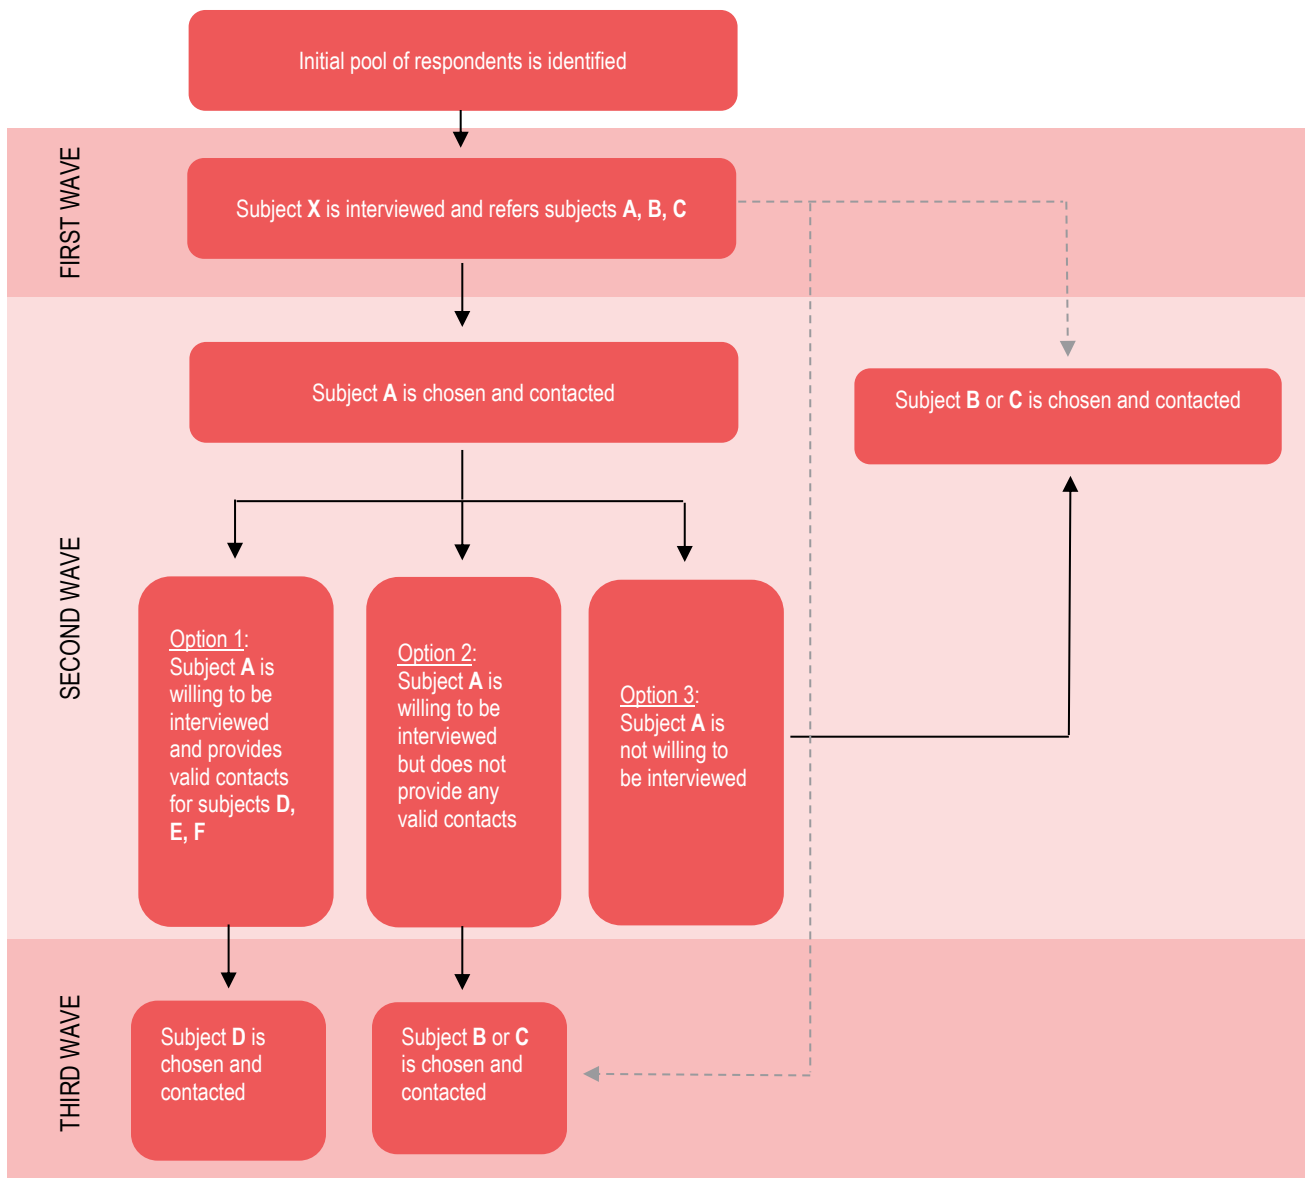 Initial pool of respondents is identified
FIRST WAVE
Subject X is interviewed and refers subjects A, B, C
SECOND WAVE
Subject A is chosen and contacted
Subject B or C is chosen and contacted
Option 1:
Subject A is
willing to be
interviewed
and provides
valid contacts
for subjects D,
E, F
Option 2:
Subject A is
willing to be
interviewed
but does not
provide any
valid contacts
Option 3:
Subject A is
not willing to
be interviewed
THIRD WAVE
Subject D is
chosen and
contacted
Subject B or C
is chosen and
contacted